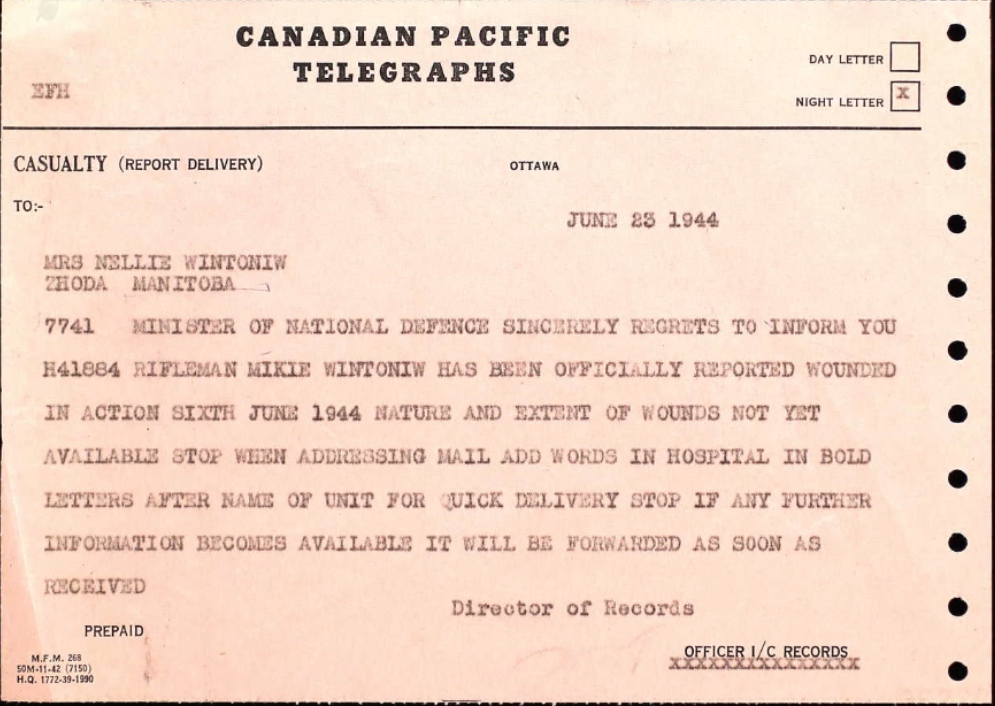 CANADIAN PACIFIC
TELEGRAPHS
DAY LETTER
EFH
NIGHT LETTER X
CASUALTY (REPORT DELIVERY) OTTAWA
TO:-
JUNE 23 1944
MRS NELLIE WINTONIW
ZHODA MANITOBA
7741 MINISTER OF NATIONAL DEFENCE SINCERELY REGRETS TO INFORM YOU
H41884 RIFLEMAN MIKIE WINTONIW HAS BEEN OFFICIALLY REPORTED WOUNDED
IN ACTION SIXTH JUNE 1944 NATURE AND EXTENT OF WOUNDS NOT YET
AVAILABLE STOP WHEN ADDRESSING MAIL ADD WORDS IN HOSPITAL IN BOLD
LETTERS AFTER NAME OF UNIT FOR QUICK DELIVERY STOP IF ANY FURTHER
INFORMATION BECOMES AVAILABLE IT WILL BE FORWARDED AS SOON AS
RECEIVED
Director of Records
PREPAID
OFFICER I/C RECORDS
XXXXXXXXXXXXXXXX
M.F.M. 268
50M-11-42 (7150)
H.Q. 1772-39-1990